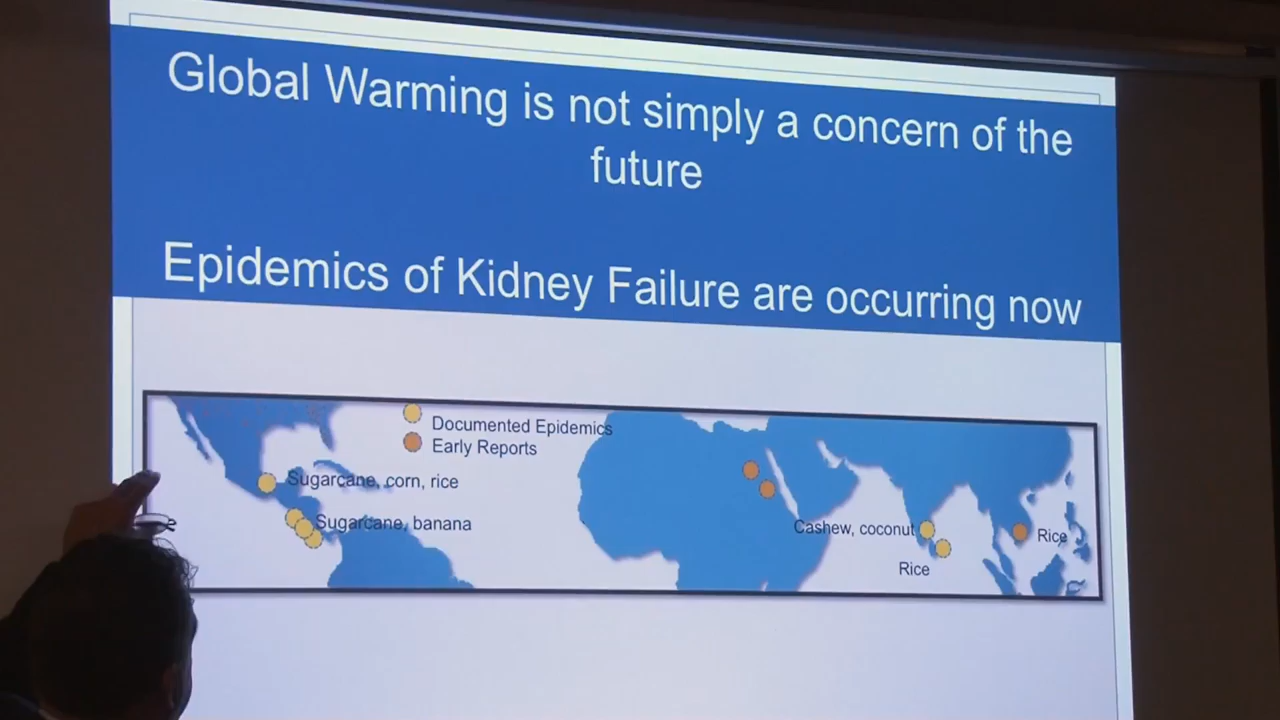 Global Warming is not simply a concern of the
future
Epidemics of Kidney Failure are occurring now
Documented Epidemics
Early Reports
Sugarcane, corn, rice
Sugarcane, banana
Cashew, coconut
Rice
Rice